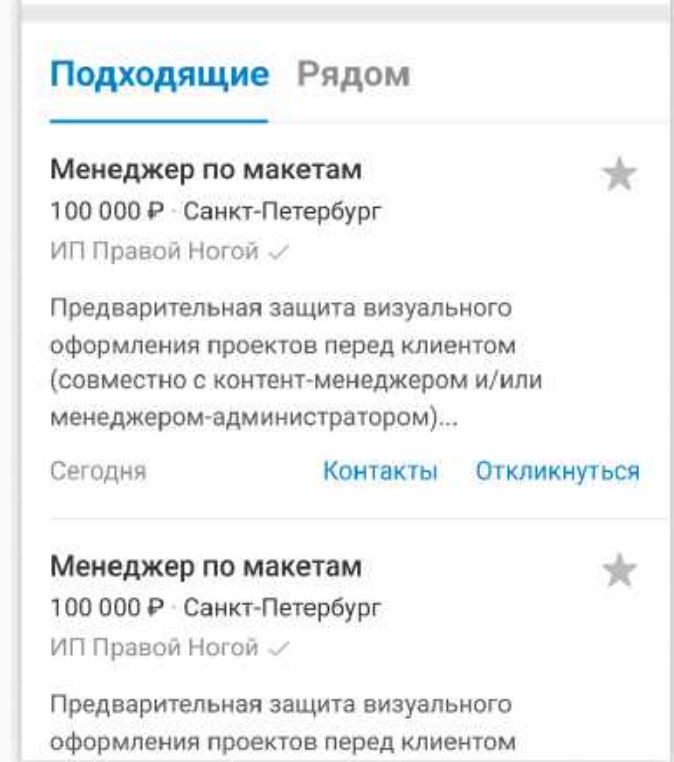 Подходящие Рядом
Менеджер по макетам
100 000 ₽ · Санкт-Петербург
ИП Правой Ногой
Предварительная защита визуального
оформления проектов перед клиентом
(совместно с контент-менеджером и/или
менеджером-администратором)...
Сегодня Контакты Откликнуться
Менеджер по макетам
100 000 ₽ · Санкт-Петербург
ИП Правой Ногой
Предварительная защита визуального
оформления проектов перед клиентом